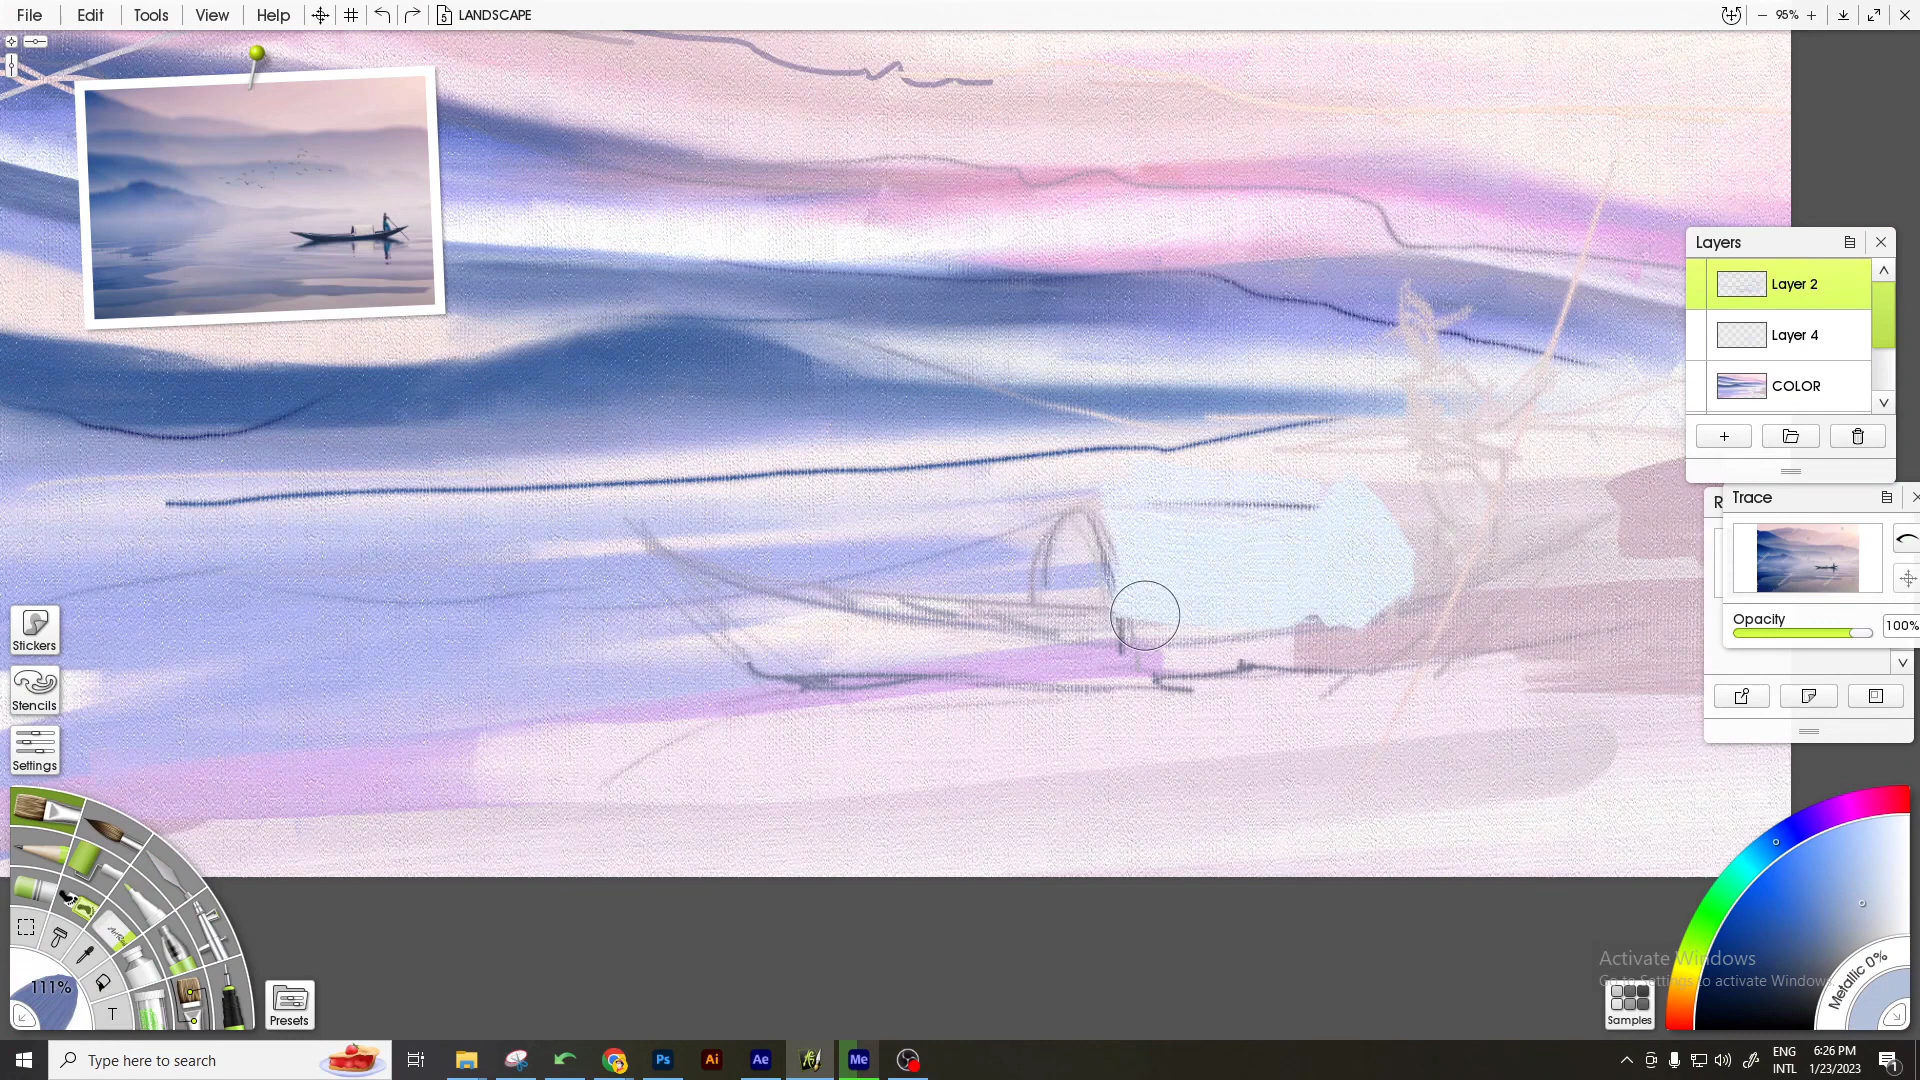 File Edit Tools View Help 5 LANDSCAPE 95%
Layers
Layer 2
Layer 4
COLOR
R Trace
Opacity
100%
Stickers
Stencils
Settings
111%
T
Presets
Metallic 0%
Activate Windows
Go to Settings to activate Windows.
Samples
Type here to search
Ps Ai Ae Me
ENG
INTL
6:26 PM
1/23/2023
1